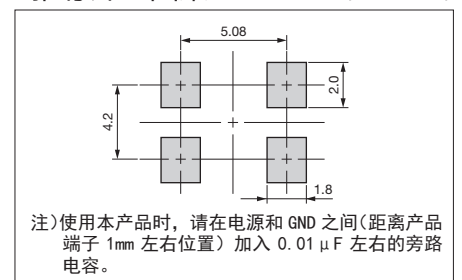 5.08
2.0
4.2
1.8
注)使用本产品时，请在电源和 GND 之间(距离产品
端子 1mm 左右位置) 加入 0.01μF 左右的旁路
电容。